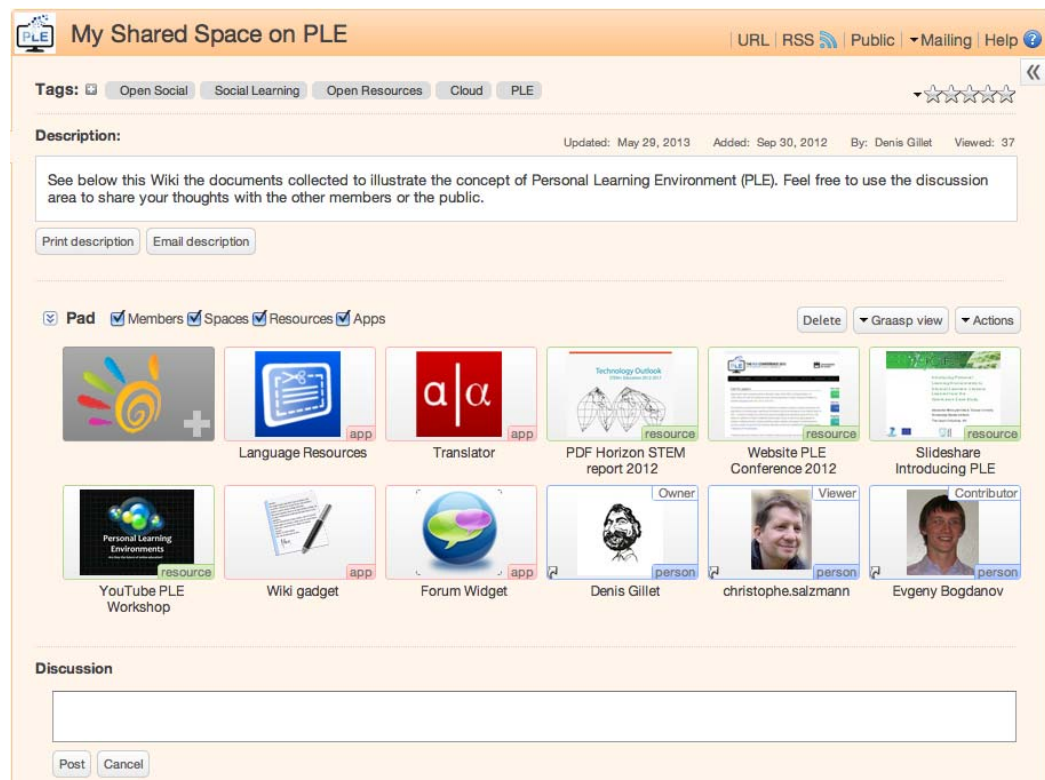 PLE My Shared Space on PLE
URL | RSS | Public | Mailing | Help ?
Tags: Open Social Social Learning Open Resources Cloud PLE
Description:
Updated: May 29, 2013 Added: Sep 30, 2012 By: Denis Gillet Viewed: 37
See below this Wiki the documents collected to illustrate the concept of Personal Learning Environment (PLE). Feel free to use the discussion
area to share your thoughts with the other members or the public.
Print description Email description
Pad Members Spaces Resources Apps
Delete Graasp view Actions
a|α
Technology Outlook
app app resource resource resource
Language Resources Translator PDF Horizon STEM Website PLE Slideshare
report 2012 Conference 2012 Introducing PLE
Owner Viewer Contributor
Personal Learning
Environments
resource app app person person person
YouTube PLE Wiki gadget Forum Widget Denis Gillet christophe.salzmann Evgeny Bogdanov
Workshop
Discussion
Post Cancel